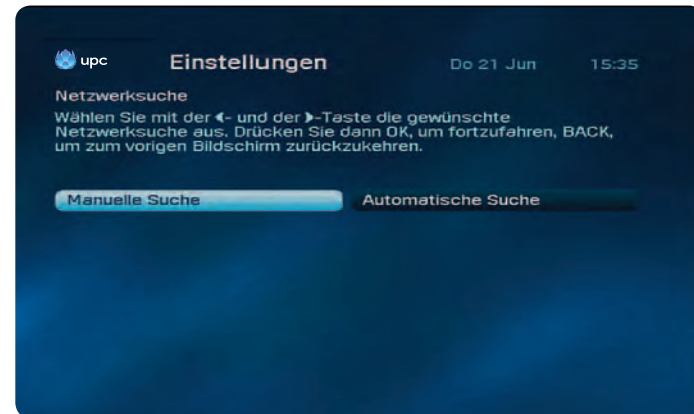 upc Einstellungen Do 21 Jun 15:35
Netzwerksuche
Wählen Sie mit der ◀- und der ▶-Taste die gewünschte
Netzwerksuche aus. Drücken Sie dann OK, um fortzufahren, BACK,
um zum vorigen Bildschirm zurückzukehren.
Manuelle Suche Automatische Suche